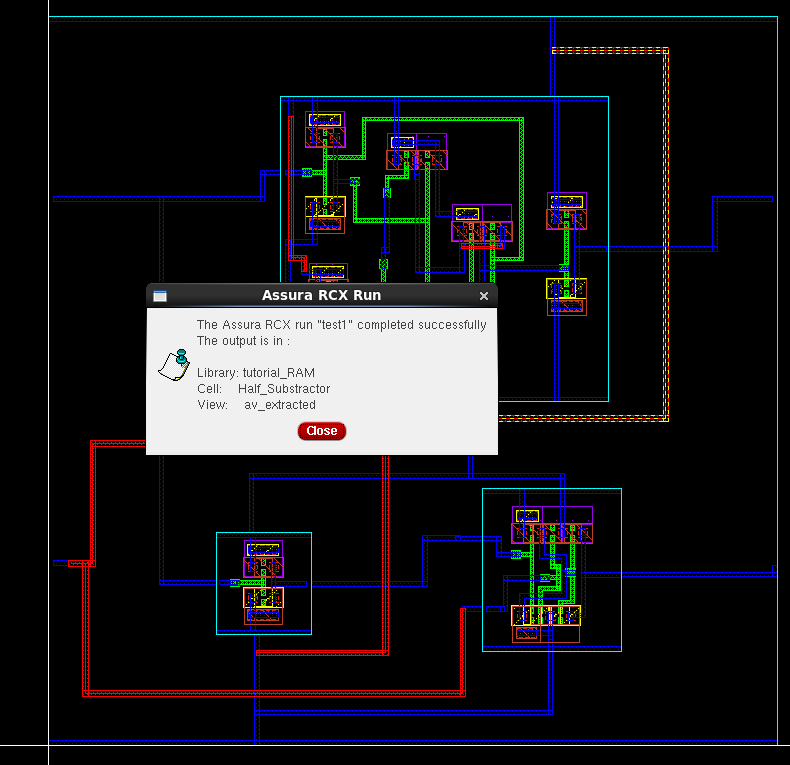 Assura RCX Run
The Assura RCX run "test1" completed successfully
The output is in :
Library: tutorial_RAM
Cell: Half_Substractor
View: av_extracted
Close